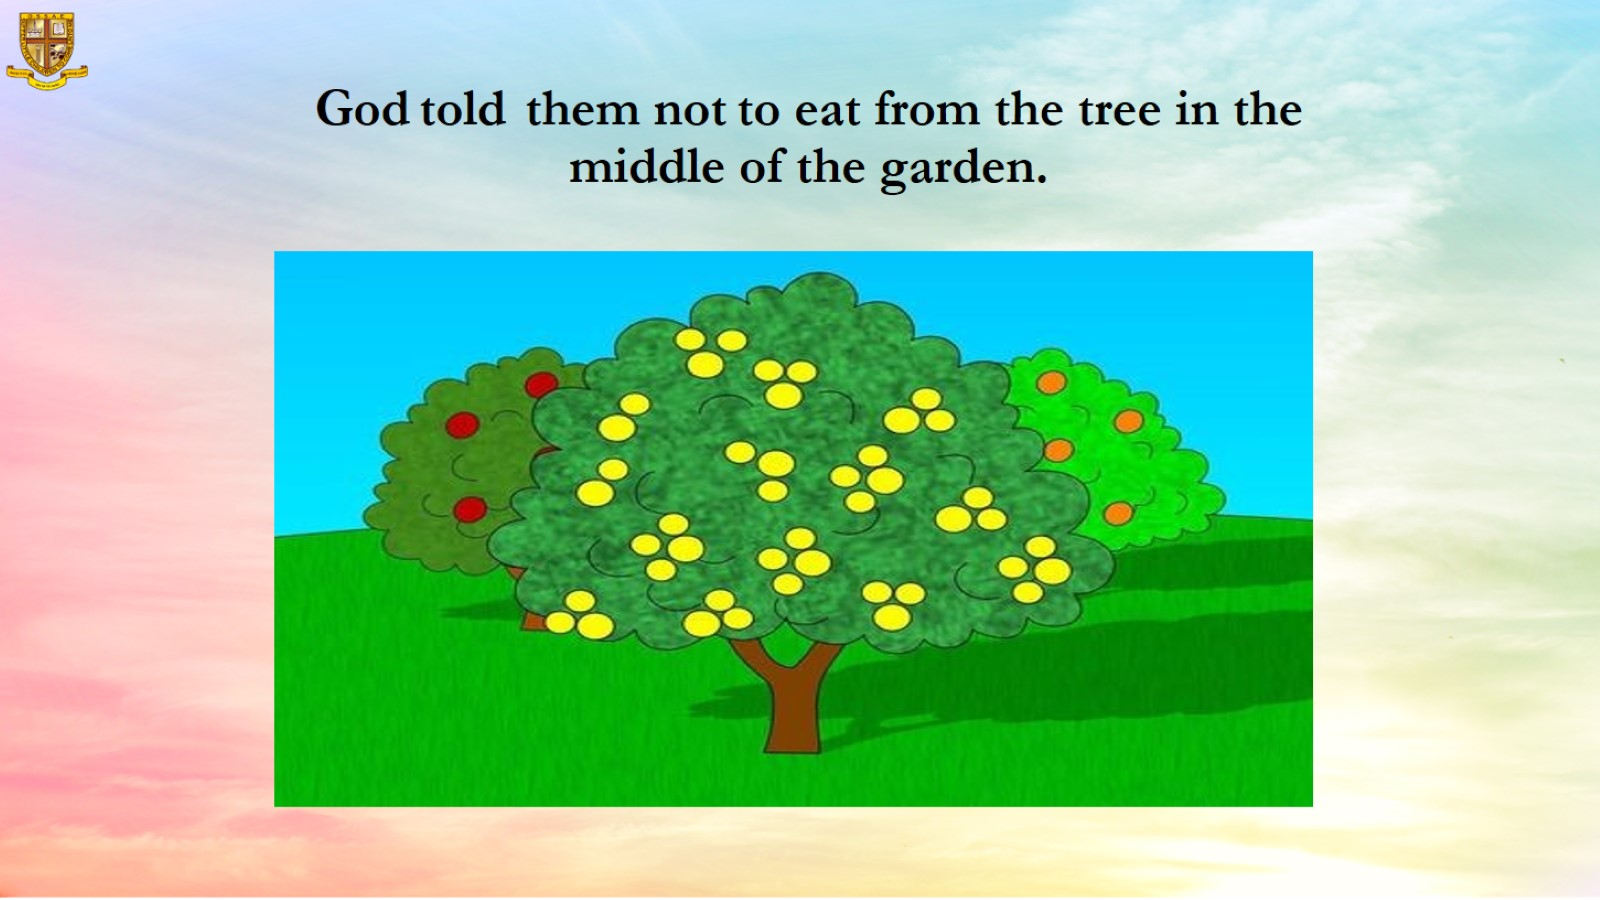 God told them not to eat from the tree in the
middle of the garden.